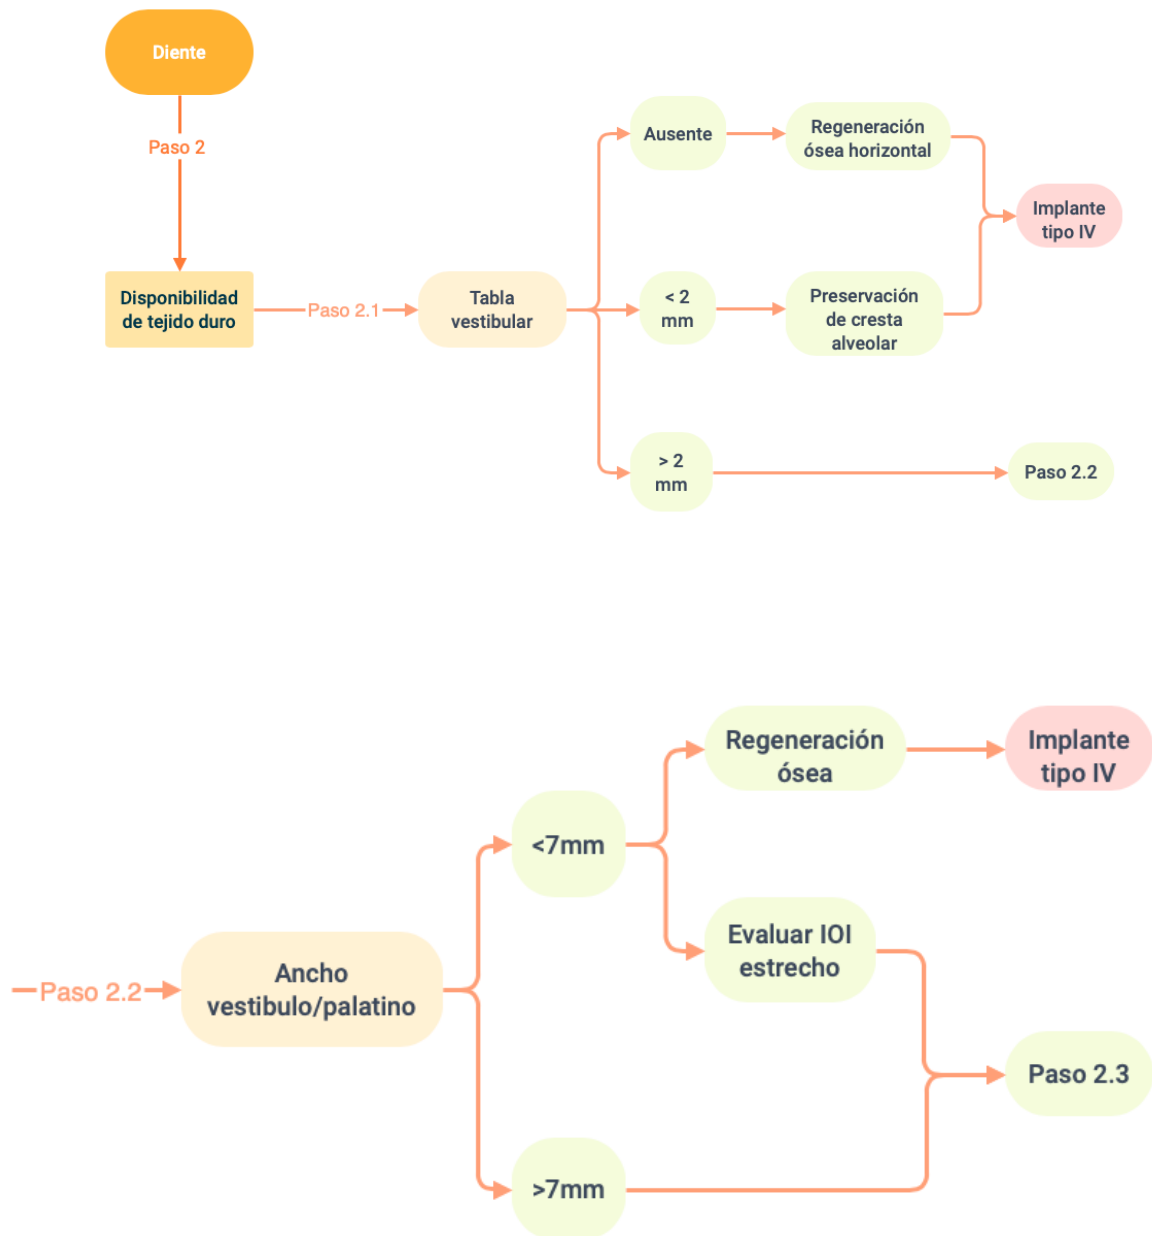 Diente
Paso 2
Disponibilidad
de tejido duro
Paso 2.1
Tabla
vestibular
Ausente
Regeneración
ósea horizontal
< 2
mm
Preservación
de cresta
alveolar
Implante
tipo IV
> 2
mm
Paso 2.2
Paso 2.2
Ancho
vestibulo/palatino
<7mm
Regeneración
ósea
Implante
tipo IV
Evaluar IOI
estrecho
>7mm
Paso 2.3